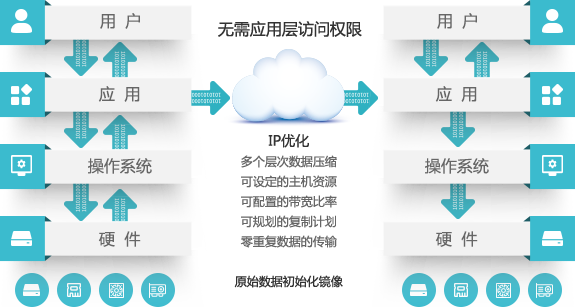 用户
应用
操作系统
硬件
无需应用层访问权限
IP优化
多个层次数据压缩
可设定的主机资源
可配置的带宽比率
可规划的复制计划
零重复数据的传输
原始数据初始化镜像
用户
应用
操作系统
硬件